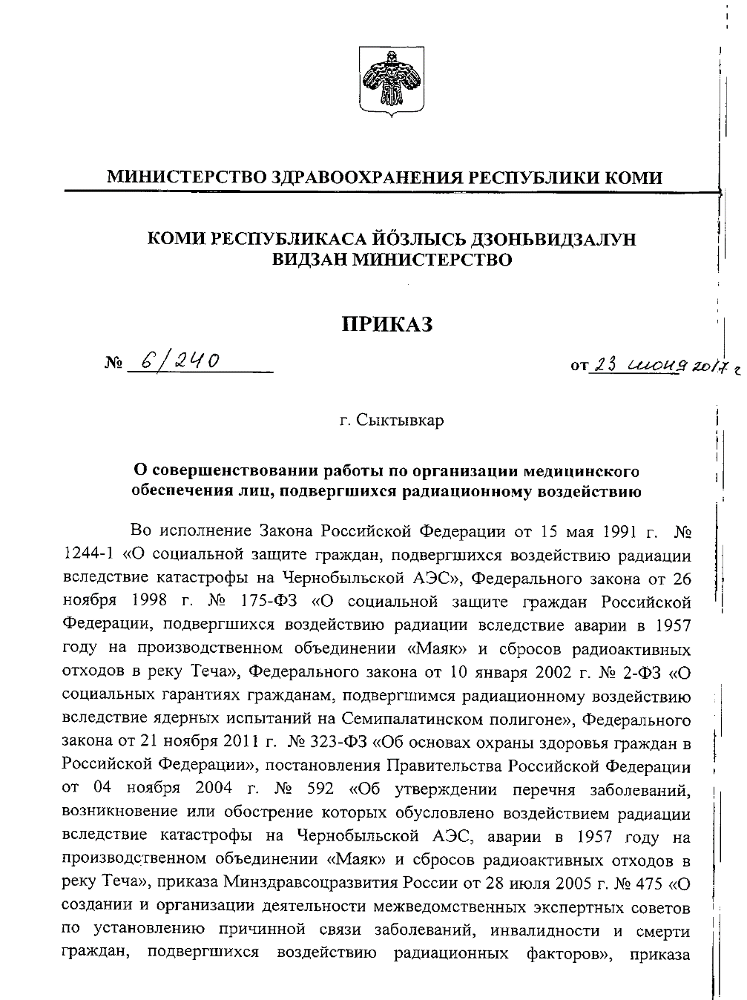 МИНИСТЕРСТВО ЗДРАВООХРАНЕНИЯ РЕСПУБЛИКИ КОМИ
КОМИ РЕСПУБЛИКАСА ЙӦЗЛЫСЬ ДЗОНЬВИДЗАЛУН
ВИДЗАН МИНИСТЕРСТВО
ПРИКАЗ
№ 6/240
от 23 июня 2017 г
г. Сыктывкар
О совершенствовании работы по организации медицинского
обеспечения лиц, подвергшихся радиационному воздействию
Во исполнение Закона Российской Федерации от 15 мая 1991 г. №
1244-1 «О социальной защите граждан, подвергшихся воздействию радиации
вследствие катастрофы на Чернобыльской АЭС», Федерального закона от 26
ноября 1998 г. № 175-ФЗ «О социальной защите граждан Российской
Федерации, подвергшихся воздействию радиации вследствие аварии в 1957
году на производственном объединении «Маяк» и сбросов радиоактивных
отходов в реку Теча», Федерального закона от 10 января 2002 г. № 2-ФЗ «О
социальных гарантиях гражданам, подвергшимся радиационному воздействию
вследствие ядерных испытаний на Семипалатинском полигоне», Федерального
закона от 21 ноября 2011 г. № 323-ФЗ «Об основах охраны здоровья граждан в
Российской Федерации», постановления Правительства Российской Федерации
от 04 ноября 2004 г. № 592 «Об утверждении перечня заболеваний,
возникновение или обострение которых обусловлено воздействием радиации
вследствие катастрофы на Чернобыльской АЭС, аварии в 1957 году на
производственном объединении «Маяк» и сбросов радиоактивных отходов в
реку Теча», приказа Минздравсоцразвития России от 28 июля 2005 г. № 475 «О
создании и организации деятельности межведомственных экспертных советов
по установлению причинной связи заболеваний, инвалидности и смерти
граждан, подвергшихся воздействию радиационных факторов», приказа